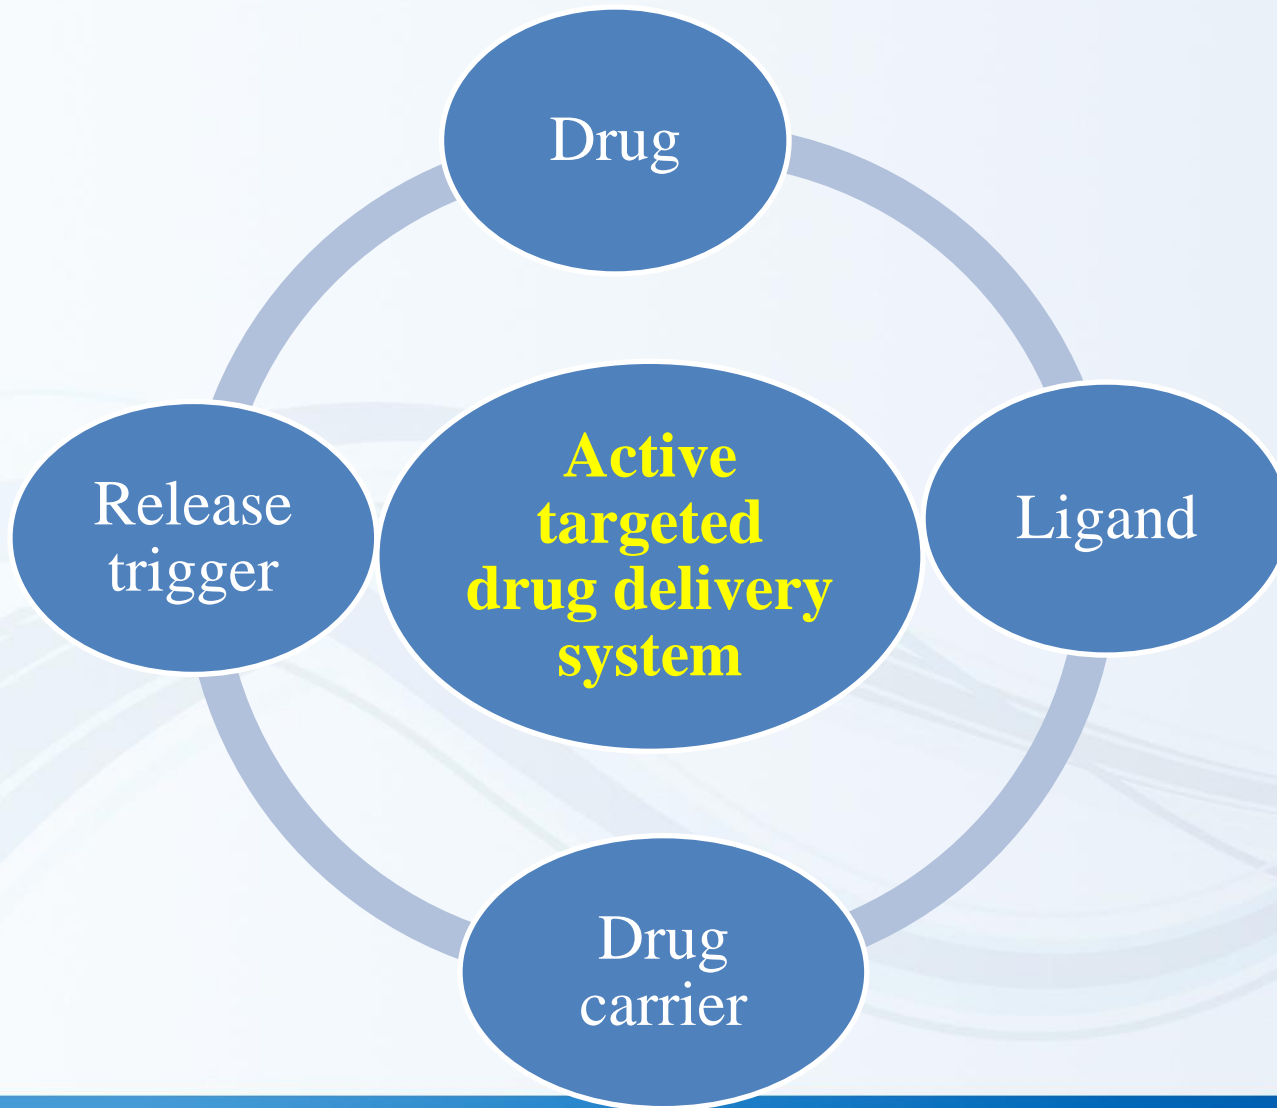 Drug
Active
targeted
drug delivery
system
Release
trigger
Ligand
Drug
carrier